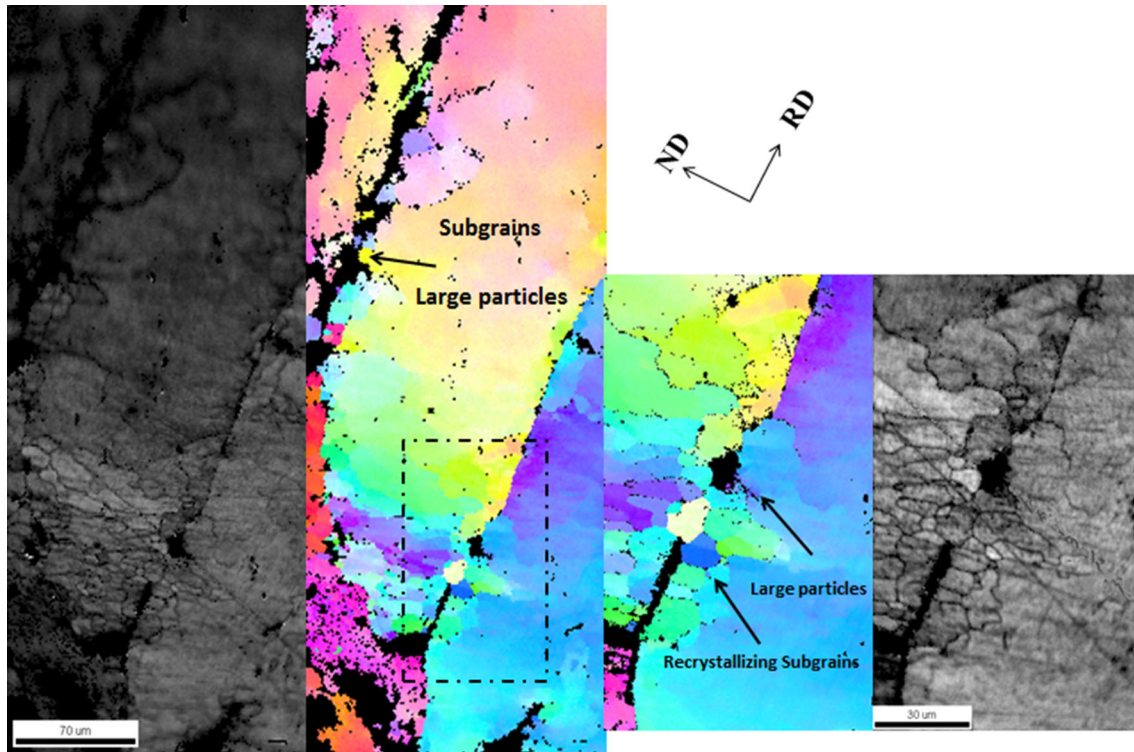 ND
RD
Subgrains
Large particles
Large particles
Recrystallizing Subgrains
70 um
30 um